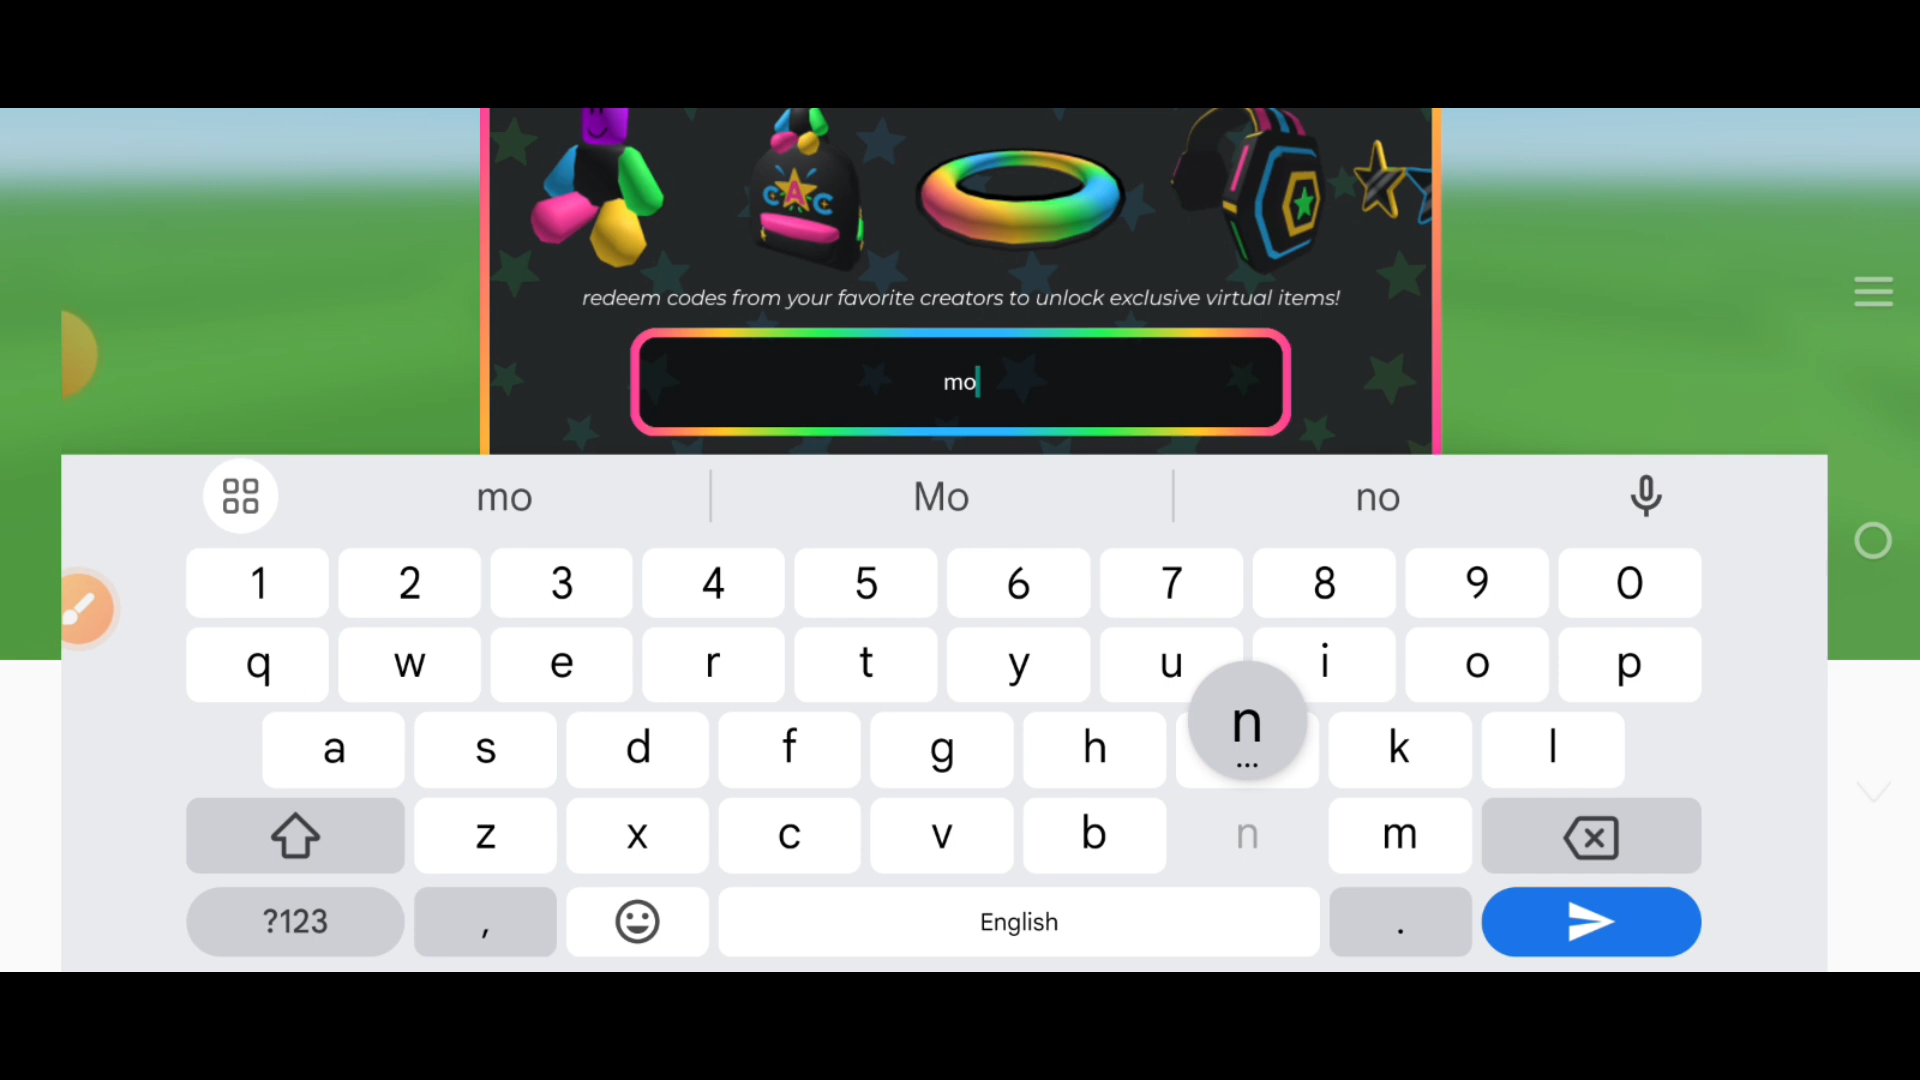 CAC
redeem codes from your favorite creators to unlock exclusive virtual items!
mo
mo Mo no
1 2 3 4 5 6 7 8 9 0
q w e r t y u i o p
a s d f g h n ... k l
z x c v b n m
?123 , English .